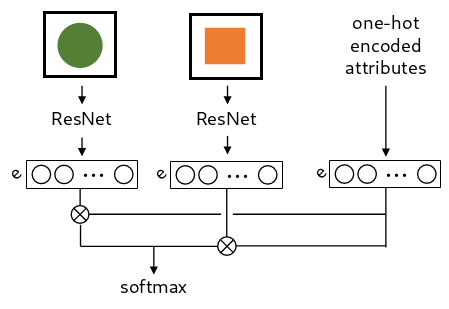 one-hot
encoded
attributes
ResNet
ResNet
e
e
e
softmax